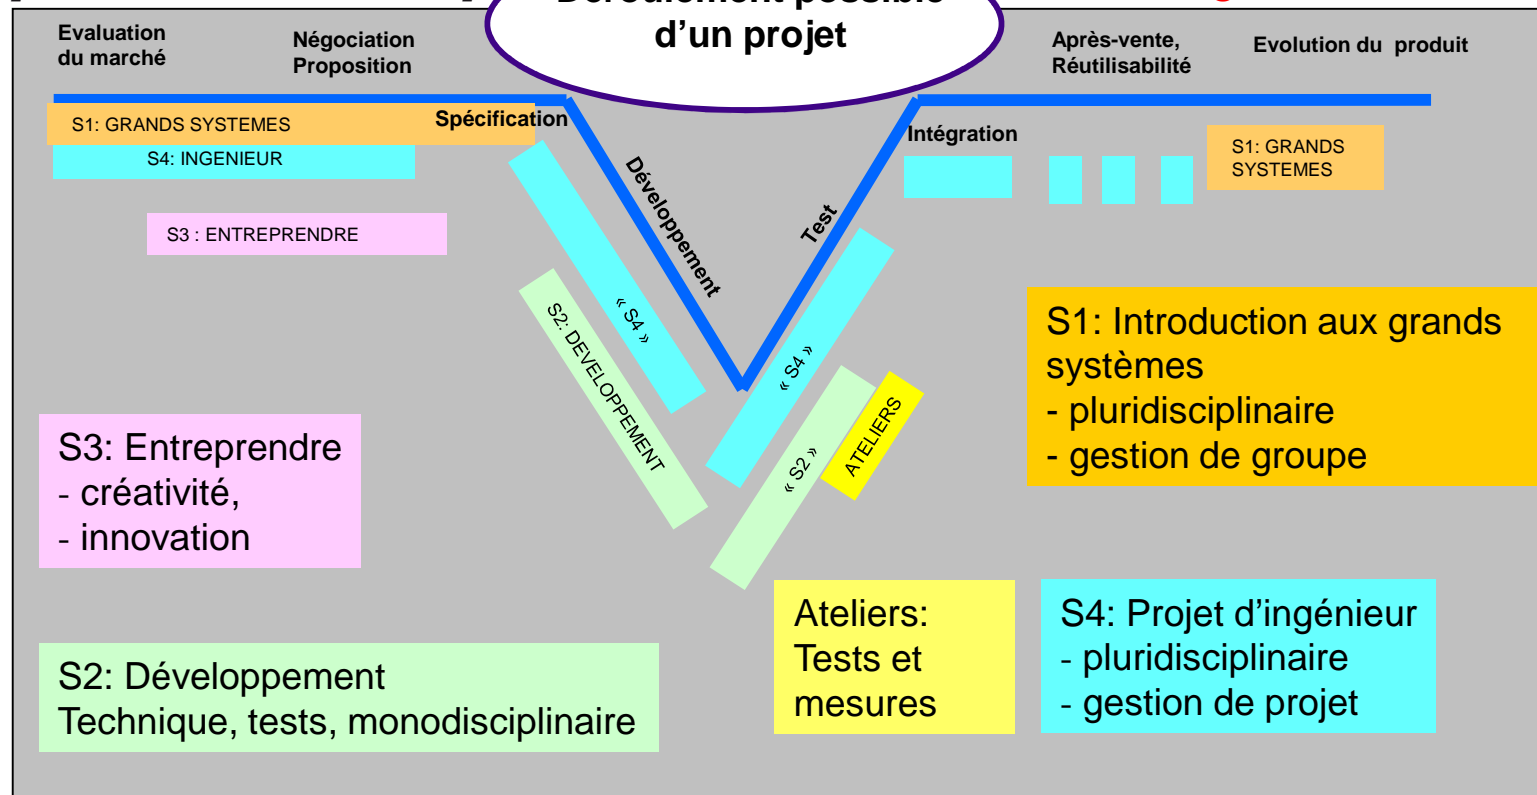 Déroulement possible
d’un projet
Evaluation
du marché
Négociation
Proposition
Après-vente,
Réutilisabilité
Evolution du produit
S1: GRANDS SYSTEMES
Spécification
S4: INGENIEUR
S3 : ENTREPRENDRE
Développement
Test
Intégration
S1: GRANDS
SYSTEMES
« S4 »
S2: DEVELOPPEMENT
« S4 »
« S2 »
ATELIERS
S1: Introduction aux grands
systèmes
- pluridisciplinaire
- gestion de groupe
S3: Entreprendre
- créativité,
- innovation
Ateliers:
Tests et
mesures
S4: Projet d’ingénieur
- pluridisciplinaire
- gestion de projet
S2: Développement
Technique, tests, monodisciplinaire